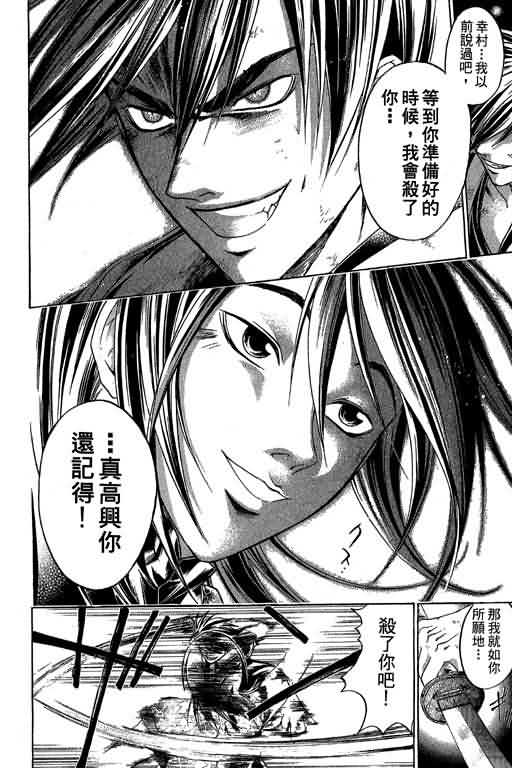 幸村…我以
前說過吧，
等到你準備好的
時候，我會殺了
你…
…真高興你
還記得！
那我就如你
所願地…
殺了你吧！